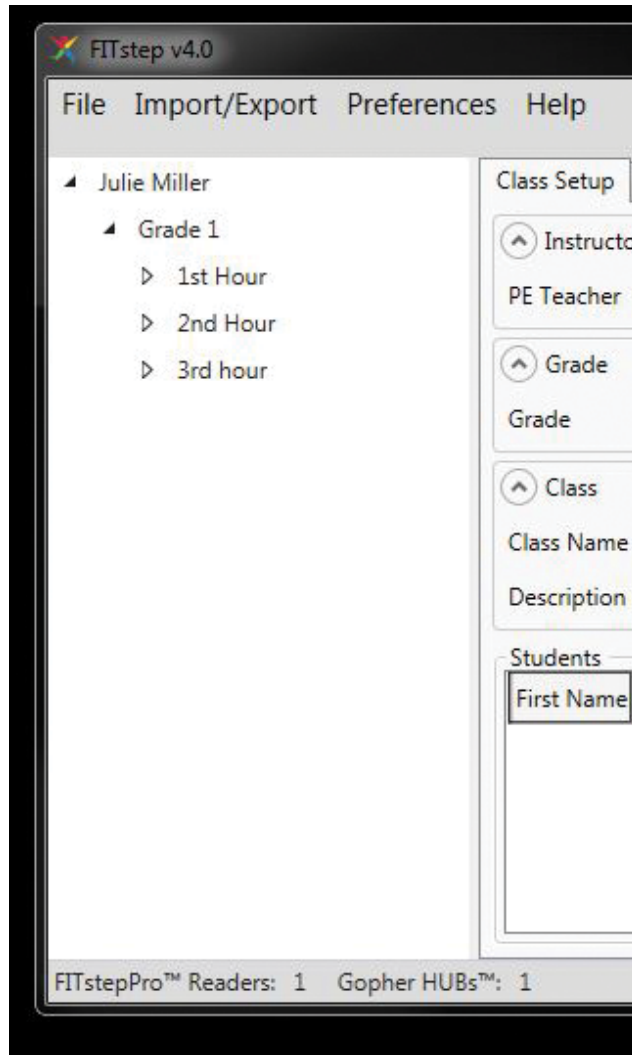 FITstep v4.0
File Import/Export Preferences Help
Julie Miller
Grade 1
1st Hour
2nd Hour
3rd hour
Class Setup
Instructo
PE Teacher
Grade
Grade
Class
Class Name
Description
Students
First Name
FITstepPro™ Readers: 1 Gopher HUBs™: 1